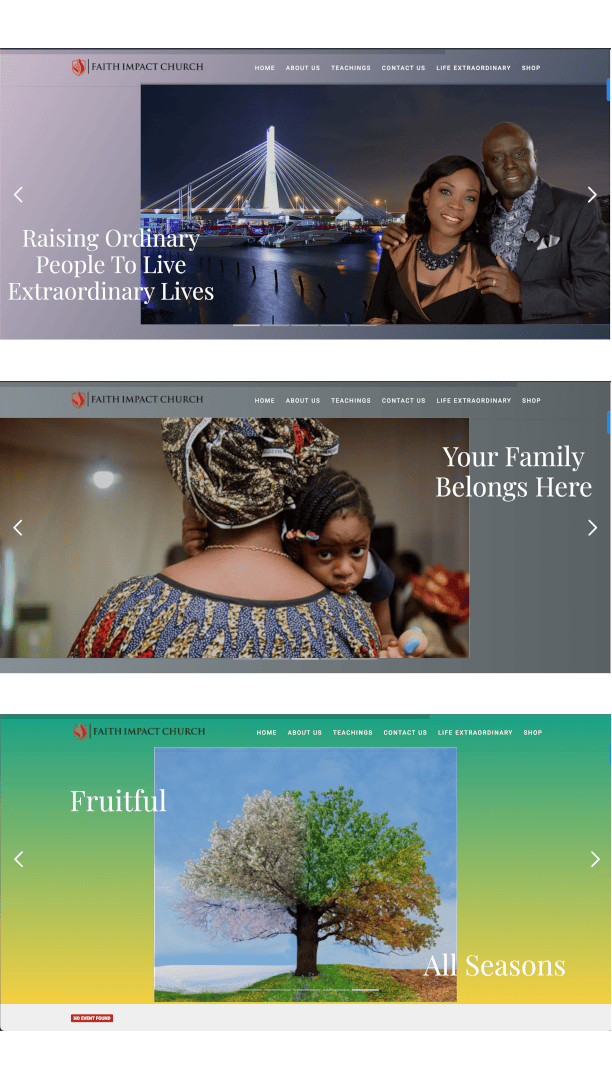 FAITH IMPACT CHURCH
HOME ABOUT US TEACHINGS CONTACT US LIFE EXTRAORDINARY SHOP
Raising Ordinary
People To Live
Extraordinary Lives
FAITH IMPACT CHURCH
HOME ABOUT US TEACHINGS CONTACT US LIFE EXTRAORDINARY SHOP
Your Family
Belongs Here
FAITH IMPACT CHURCH
HOME ABOUT US TEACHINGS CONTACT US LIFE EXTRAORDINARY SHOP
Fruitful
All Seasons
NO EVENT FOUND